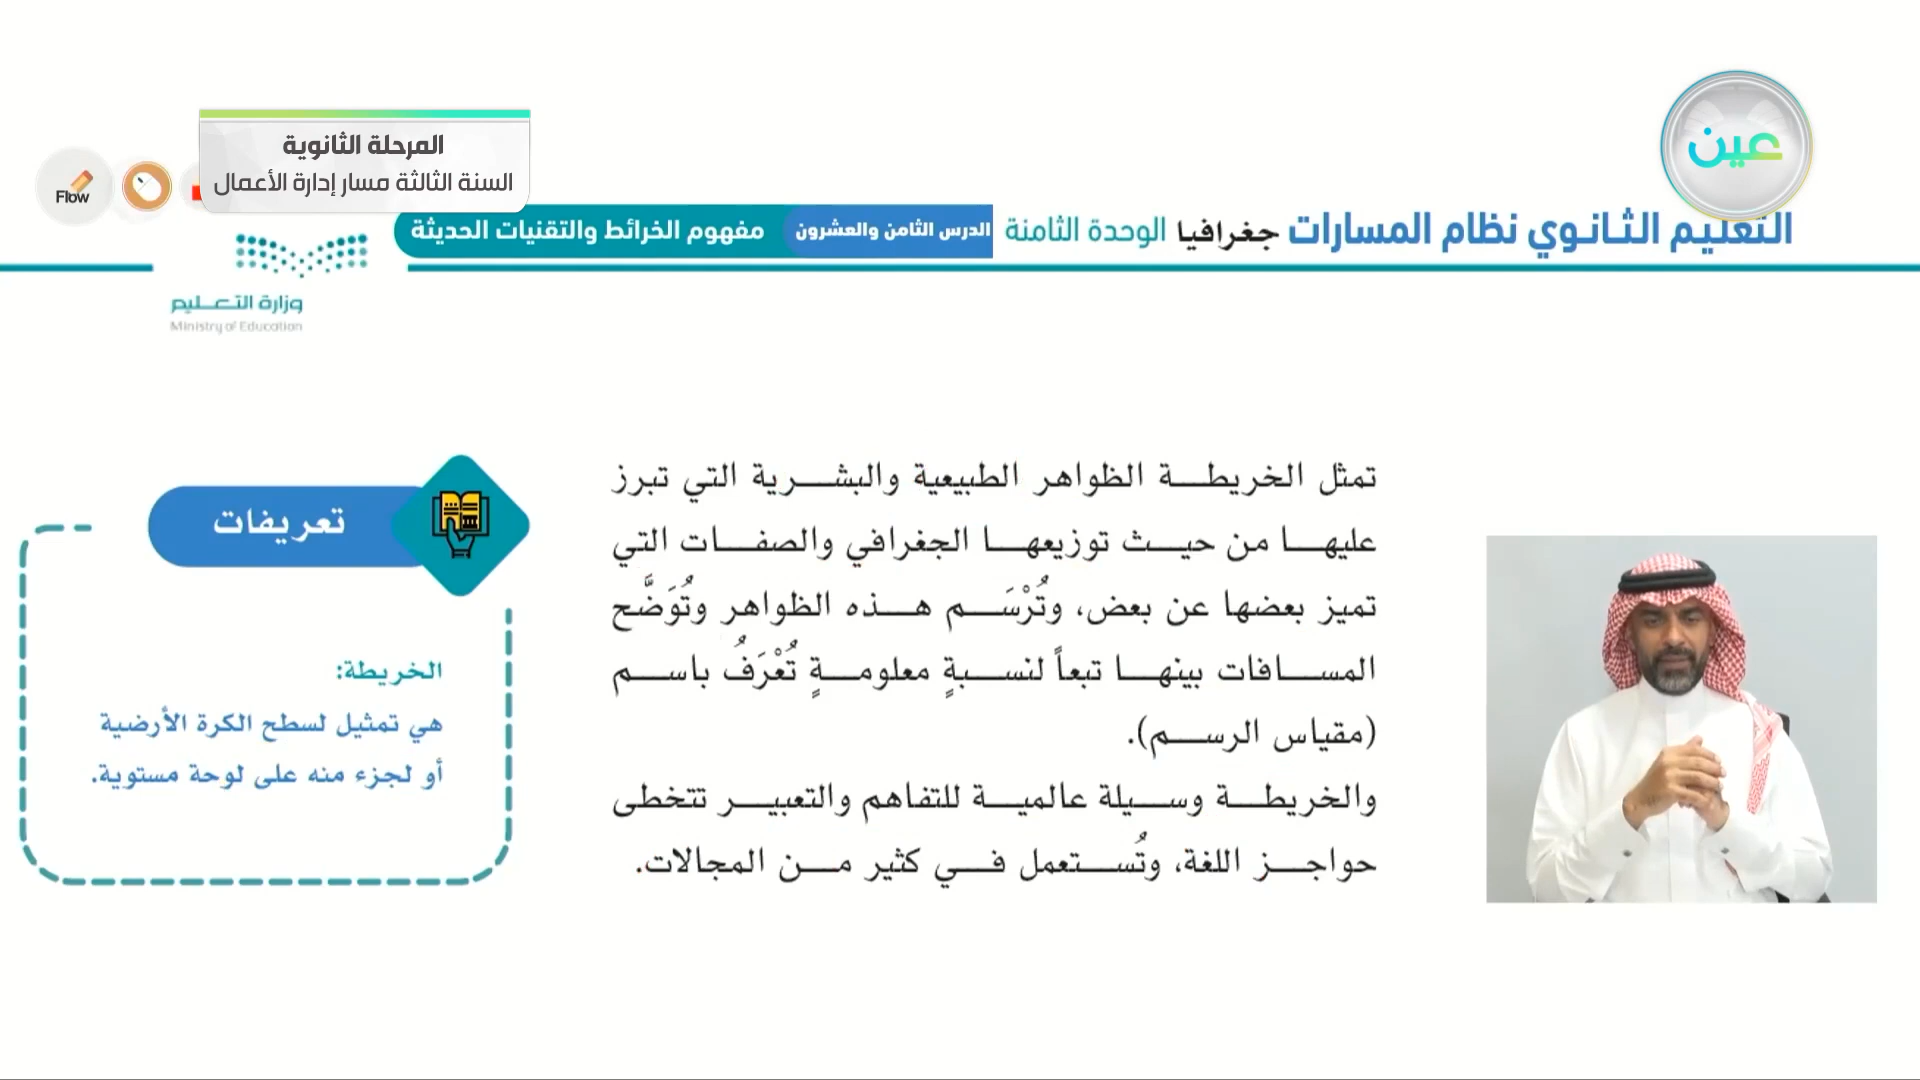 عين
المرحلة الثانوية
السنة الثالثة مسار إدارة الأعمال
Flow
التعليم الثانوي نظام المسارات جغرافيا الوحدة الثامنة الدرس الثامن والعشرون مفهوم الخرائط والتقنيات الحديثة
وزارة التعليم
Ministry of Education
تمثل الخريطة الظواهر الطبيعية والبشرية التي تبرز
عليها من حيث توزيعها الجغرافي والصفات التي
تميز بعضها عن بعض، وتُرْسَم هذه الظواهر وتُوَضَّح
المسافات بينها تبعاً لنسبةٍ معلومةٍ تُعْرَفُ باسم
(مقياس الرسم).
والخريطة وسيلة عالمية للتفاهم والتعبير تتخطى
حواجز اللغة، وتُستعمل في كثير من المجالات.
تعريفات
الخريطة:
هي تمثيل لسطح الكرة الأرضية
أو لجزء منه على لوحة مستوية.